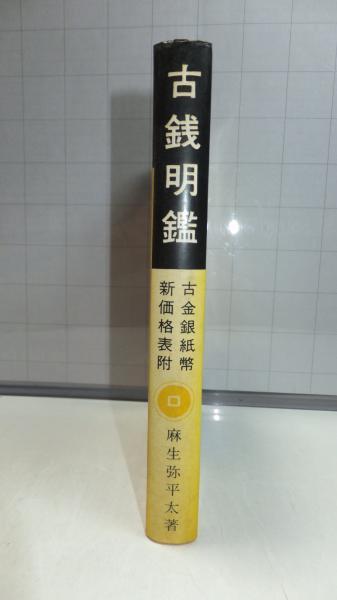 古銭明鑑
古金銀紙幣
新価格表附
麻生弥平太著